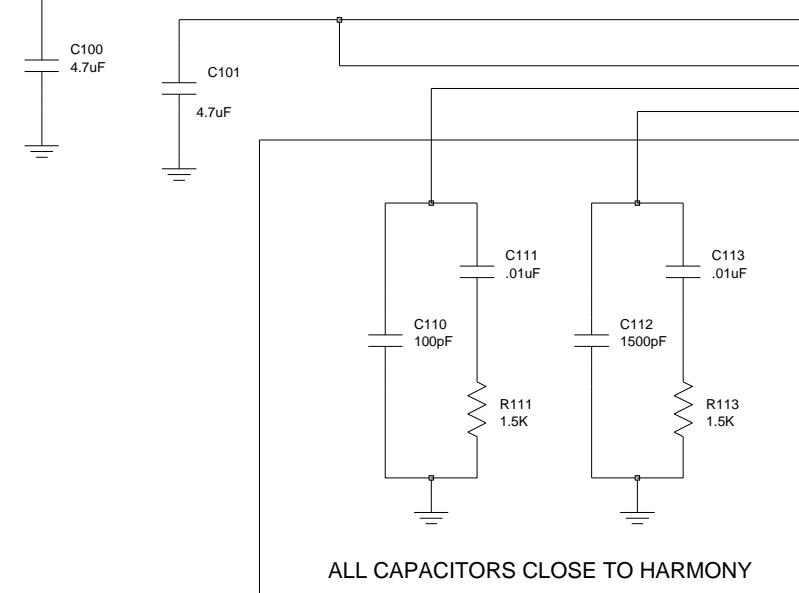 C100
4.7uF
C101
4.7uF
C111
.01uF
C113
.01uF
C110
100pF
C112
1500pF
R111
1.5K
R113
1.5K
ALL CAPACITORS CLOSE TO HARMONY